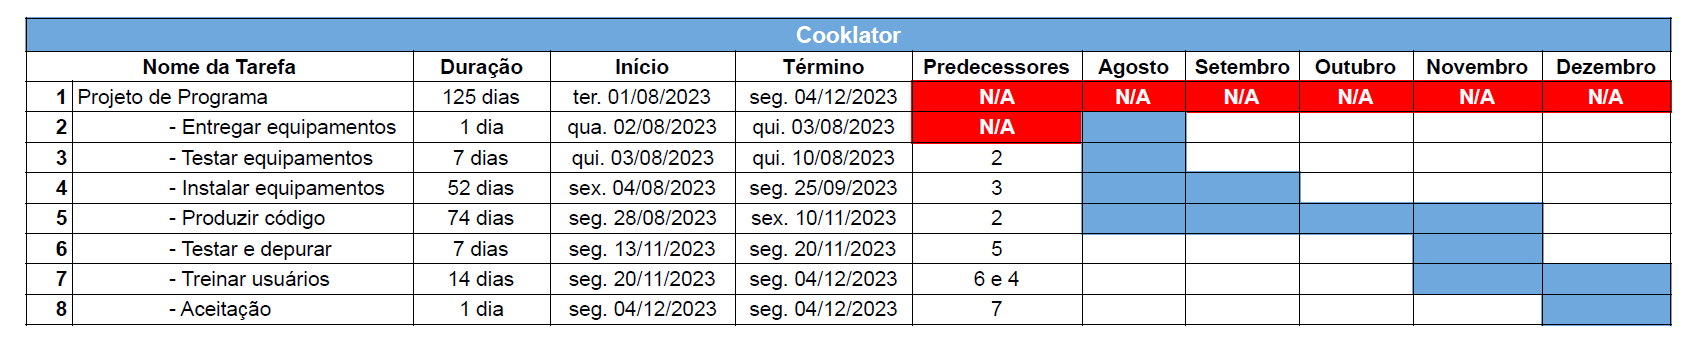 Cooklator
Nome da Tarefa Duração Início Término Predecessores Agosto Setembro Outubro Novembro Dezembro
1 Projeto de Programa 125 dias ter. 01/08/2023 seg. 04/12/2023 N/A N/A N/A N/A N/A N/A
2 - Entregar equipamentos 1 dia qua. 02/08/2023 qui. 03/08/2023 N/A
3 - Testar equipamentos 7 dias qui. 03/08/2023 qui. 10/08/2023 2
4 - Instalar equipamentos 52 dias sex. 04/08/2023 seg. 25/09/2023 3
5 - Produzir código 74 dias seg. 28/08/2023 sex. 10/11/2023 2
6 - Testar e depurar 7 dias seg. 13/11/2023 seg. 20/11/2023 5
7 - Treinar usuários 14 dias seg. 20/11/2023 seg. 04/12/2023 6 e 4
8 - Aceitação 1 dia seg. 04/12/2023 seg. 04/12/2023 7